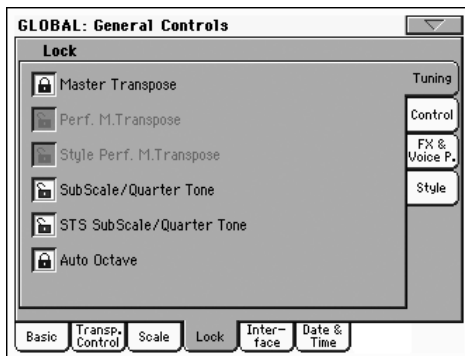 GLOBAL: General Controls
Lock
Master Transpose
Perf. M.Transpose
Style Perf. M.Transpose
SubScale/Quarter Tone
STS SubScale/Quarter Tone
Auto Octave
Tuning
Control
FX &
Voice P.
Style
Basic
Transp.
Control
Scale
Lock
Inter-
face
Date &
Time